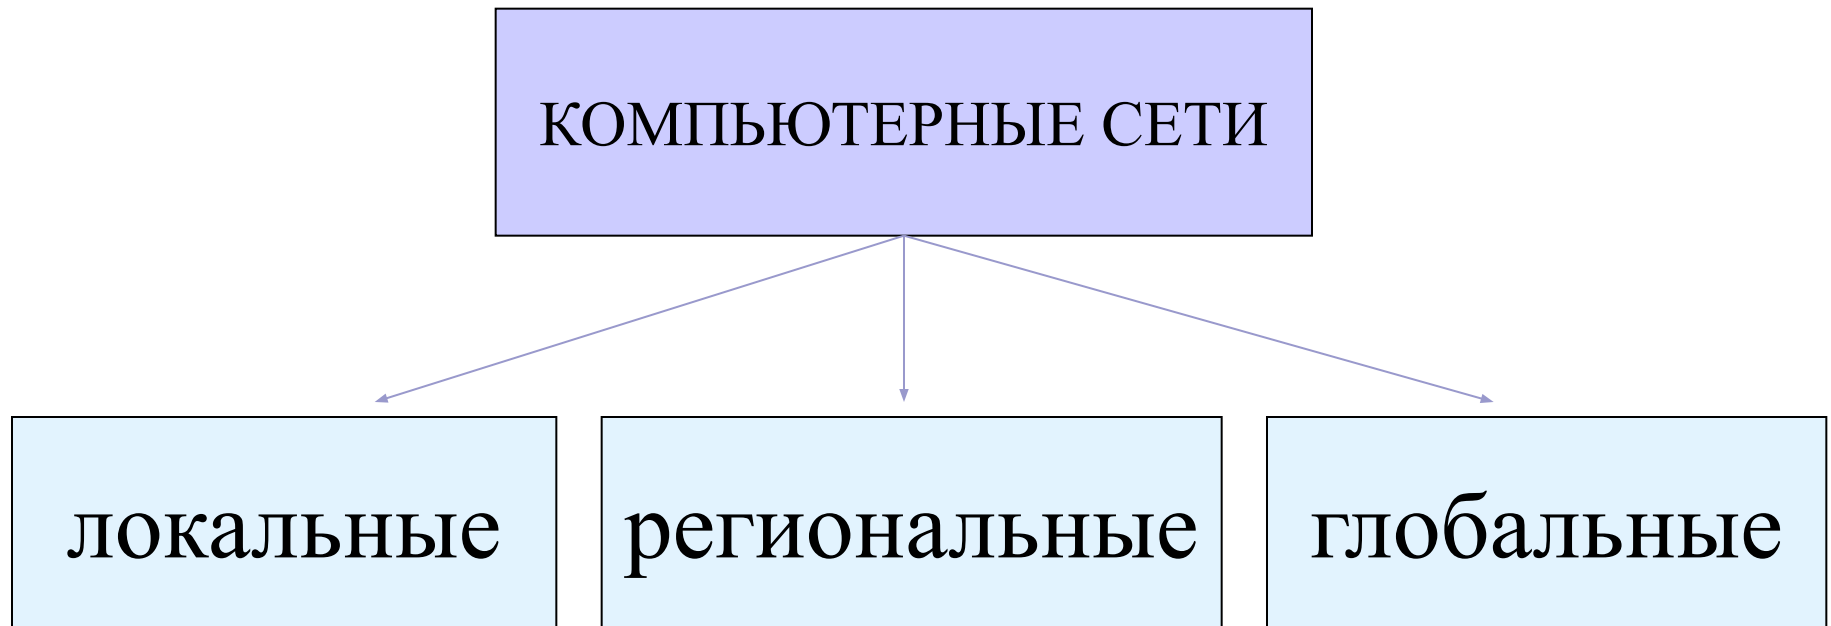 КОМПЬЮТЕРНЫЕ СЕТИ
локальные
региональные
глобальные